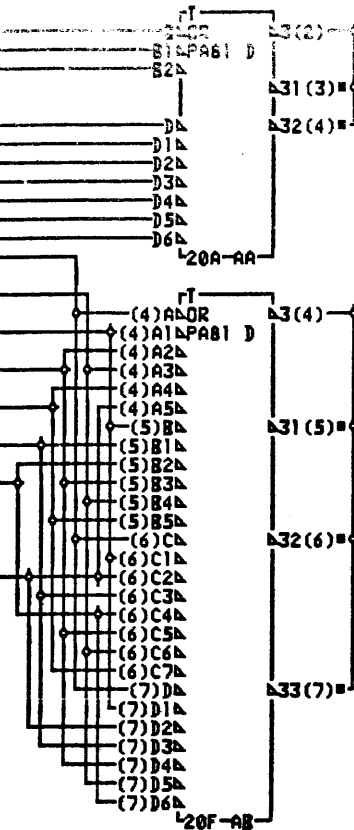 T
B OR 3(2)
B1 PA81 D
B2
31(3)
D 32(4)
D1
D2
D3
D4
D5
D6
20A-AA
T
(4)A OR 3(4)
(4)A1 PA81 D
(4)A2
(4)A3
(4)A4
(4)A5
(5)B 31(5)
(5)B1
(5)B2
(5)B3
(5)B4
(5)B5
(6)C 32(6)
(6)C1
(6)C2
(6)C3
(6)C4
(6)C5
(6)C6
(6)C7
(7)D 33(7)
(7)D1
(7)D2
(7)D3
(7)D4
(7)D5
(7)D6
20F-AB